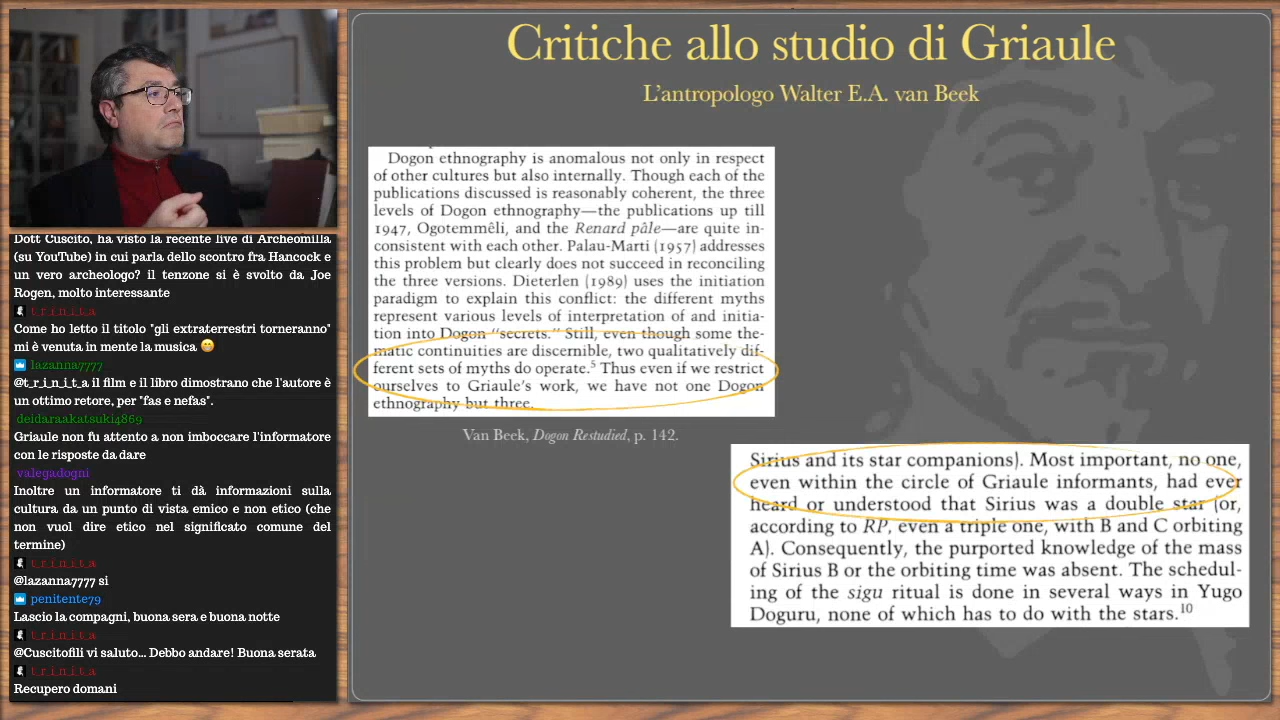 Critiche allo studio di Griaule
L'antropologo Walter E.A. van Beek
Dogon ethnography is anomalous not only in respect
of other cultures but also internally. Though each of the
publications discussed is reasonably coherent, the three
levels of Dogon ethnography—the publications up till
1947, Ogotemmêli, and the Renard pâle—are quite in-
consistent with each other. Palau-Marti (1957) addresses
this problem but clearly does not succeed in reconciling
the three versions. Dieterlen (1989) uses the initiation
paradigm to explain this conflict: the different myths
represent various levels of interpretation of and initia-
tion into Dogon "secrets." Still, even though some the-
matic continuities are discernible, two qualitatively dif-
ferent sets of myths do operate.5 Thus even if we restrict
ourselves to Griaule's work, we have not one Dogon
ethnography but three.
Van Beek, Dogon Restudied, p. 142.
Sirius and its star companions). Most important, no one,
even within the circle of Griaule informants, had ever
heard or understood that Sirius was a double star (or,
according to RP, even a triple one, with B and C orbiting
A). Consequently, the purported knowledge of the mass
of Sirius B or the orbiting time was absent. The schedul-
ing of the sigu ritual is done in several ways in Yugo
Doguru, none of which has to do with the stars.10
Dott Cuscito, ha visto la recente live di Archeomilla
(su YouTube) in cui parla dello scontro fra Hancock e
un vero archeologo? il tenzone si è svolto da Joe
Rogen, molto interessante
t_r_i_n_i_t_a
Come ho letto il titolo "gli extraterrestri torneranno"
mi è venuta in mente la musica 😁
lazanna7777
@t_r_i_n_i_t_a il film e il libro dimostrano che l'autore è
un ottimo retore, per "fas e nefas".
deidaraakatsuki4869
Griaule non fu attento a non imboccare l'informatore
con le risposte da dare
valegadogni
Inoltre un informatore ti dà informazioni sulla
cultura da un punto di vista emico e non etico (che
non vuol dire etico nel significato comune del
termine)
t_r_i_n_i_t_a
@lazanna7777 si
penitente79
Lascio la compagni, buona sera e buona notte
t_r_i_n_i_t_a
@Cuscitofili vi saluto... Debbo andare! Buona serata
t_r_i_n_i_t_a
Recupero domani